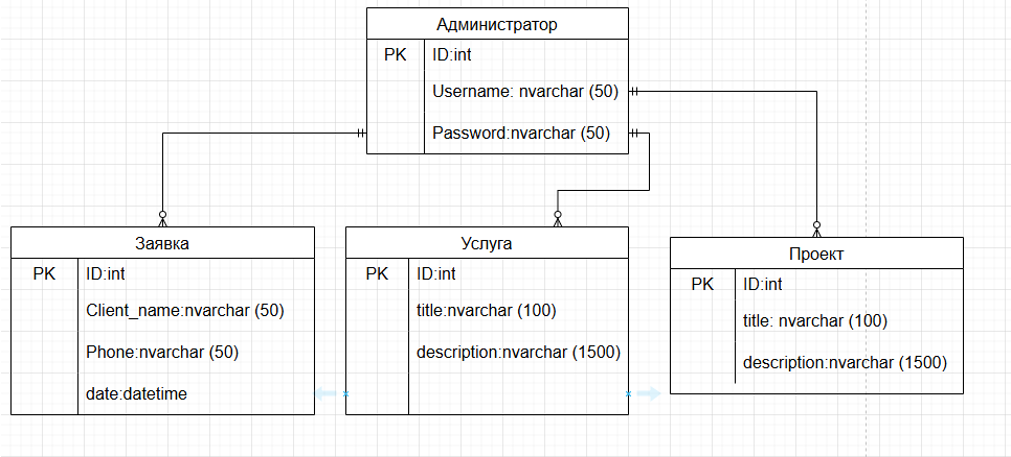 Администратор
PK ID:int
Username: nvarchar (50)
Password:nvarchar (50)
Заявка
PK ID:int
Client_name:nvarchar (50)
Phone:nvarchar (50)
date:datetime
Услуга
PK ID:int
title:nvarchar (100)
description:nvarchar (1500)
Проект
PK ID:int
title: nvarchar (100)
description:nvarchar (1500)